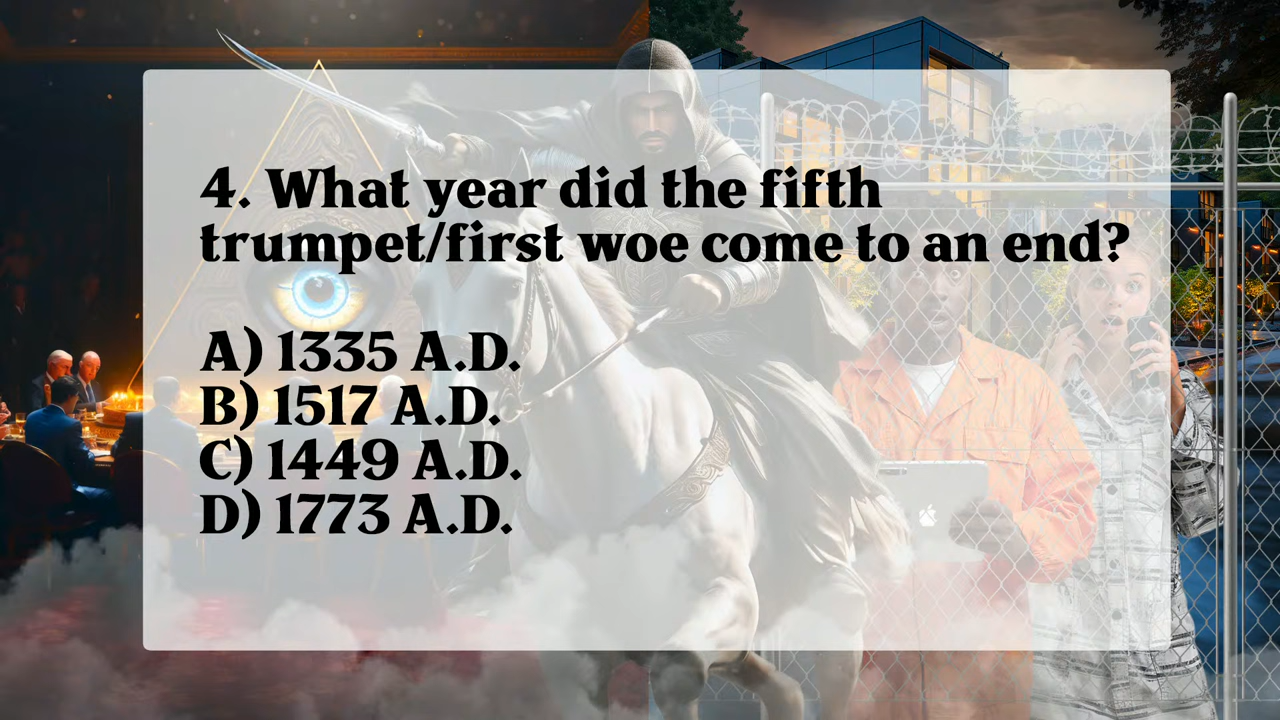 4. What year did the fifth
trumpet/first woe come to an end?
A) 1335 A.D.
B) 1517 A.D.
C) 1449 A.D.
D) 1773 A.D.